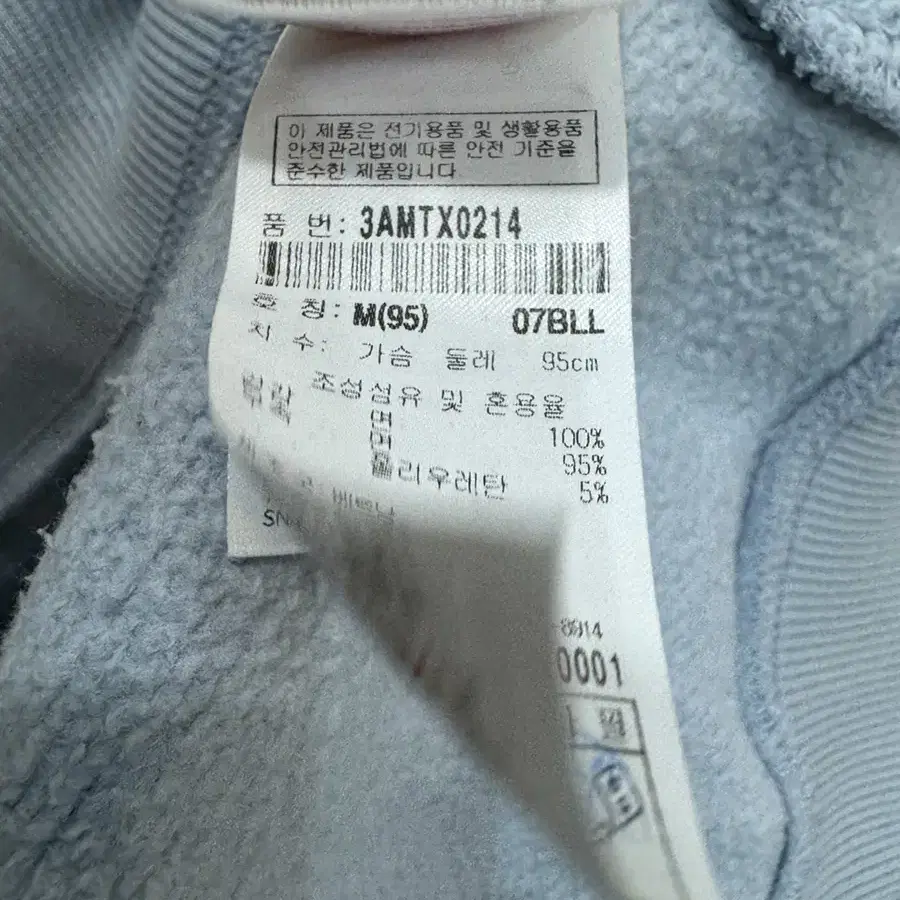 이 제품은 전기용품 및 생활용품
안전관리법에 따른 안전 기준을
준수한 제품입니다.
품 번: 3AMTX0214
호 칭: M(95) 07BLL
치 수: 가슴 둘레 95cm
조성섬유 및 혼용율
면 100%
면 95%
폴리우레탄 5%
SN
8914
0001